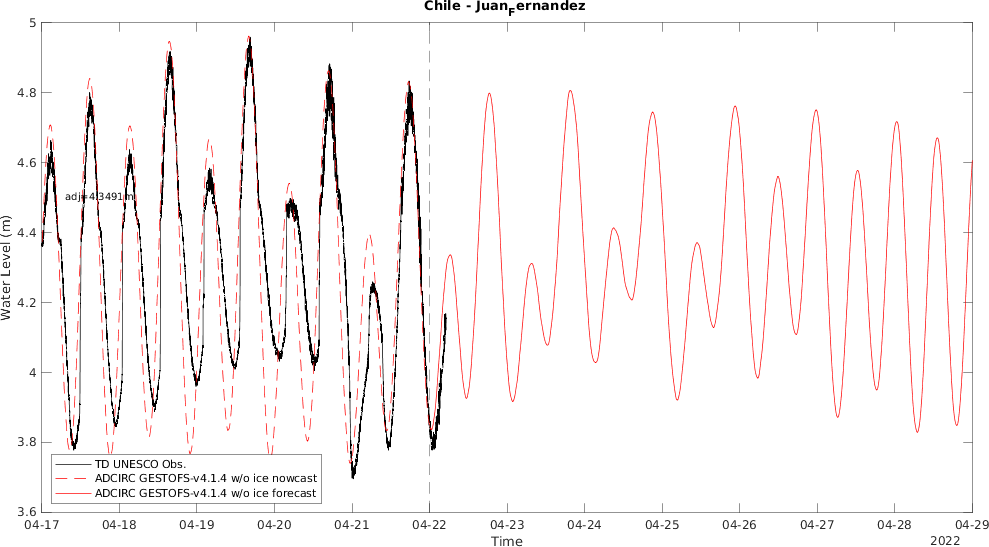 Chile - JuanFernandez
5
4.8
4.6
4.4
4.2
4
3.8
3.6
Water Level (m)
adj=4.3491m
TD UNESCO Obs.
ADCIRC GESTOFS-v4.1.4 w/o ice nowcast
ADCIRC GESTOFS-v4.1.4 w/o ice forecast
04-17 04-18 04-19 04-20 04-21 04-22 04-23 04-24 04-25 04-26 04-27 04-28 04-29
Time
2022